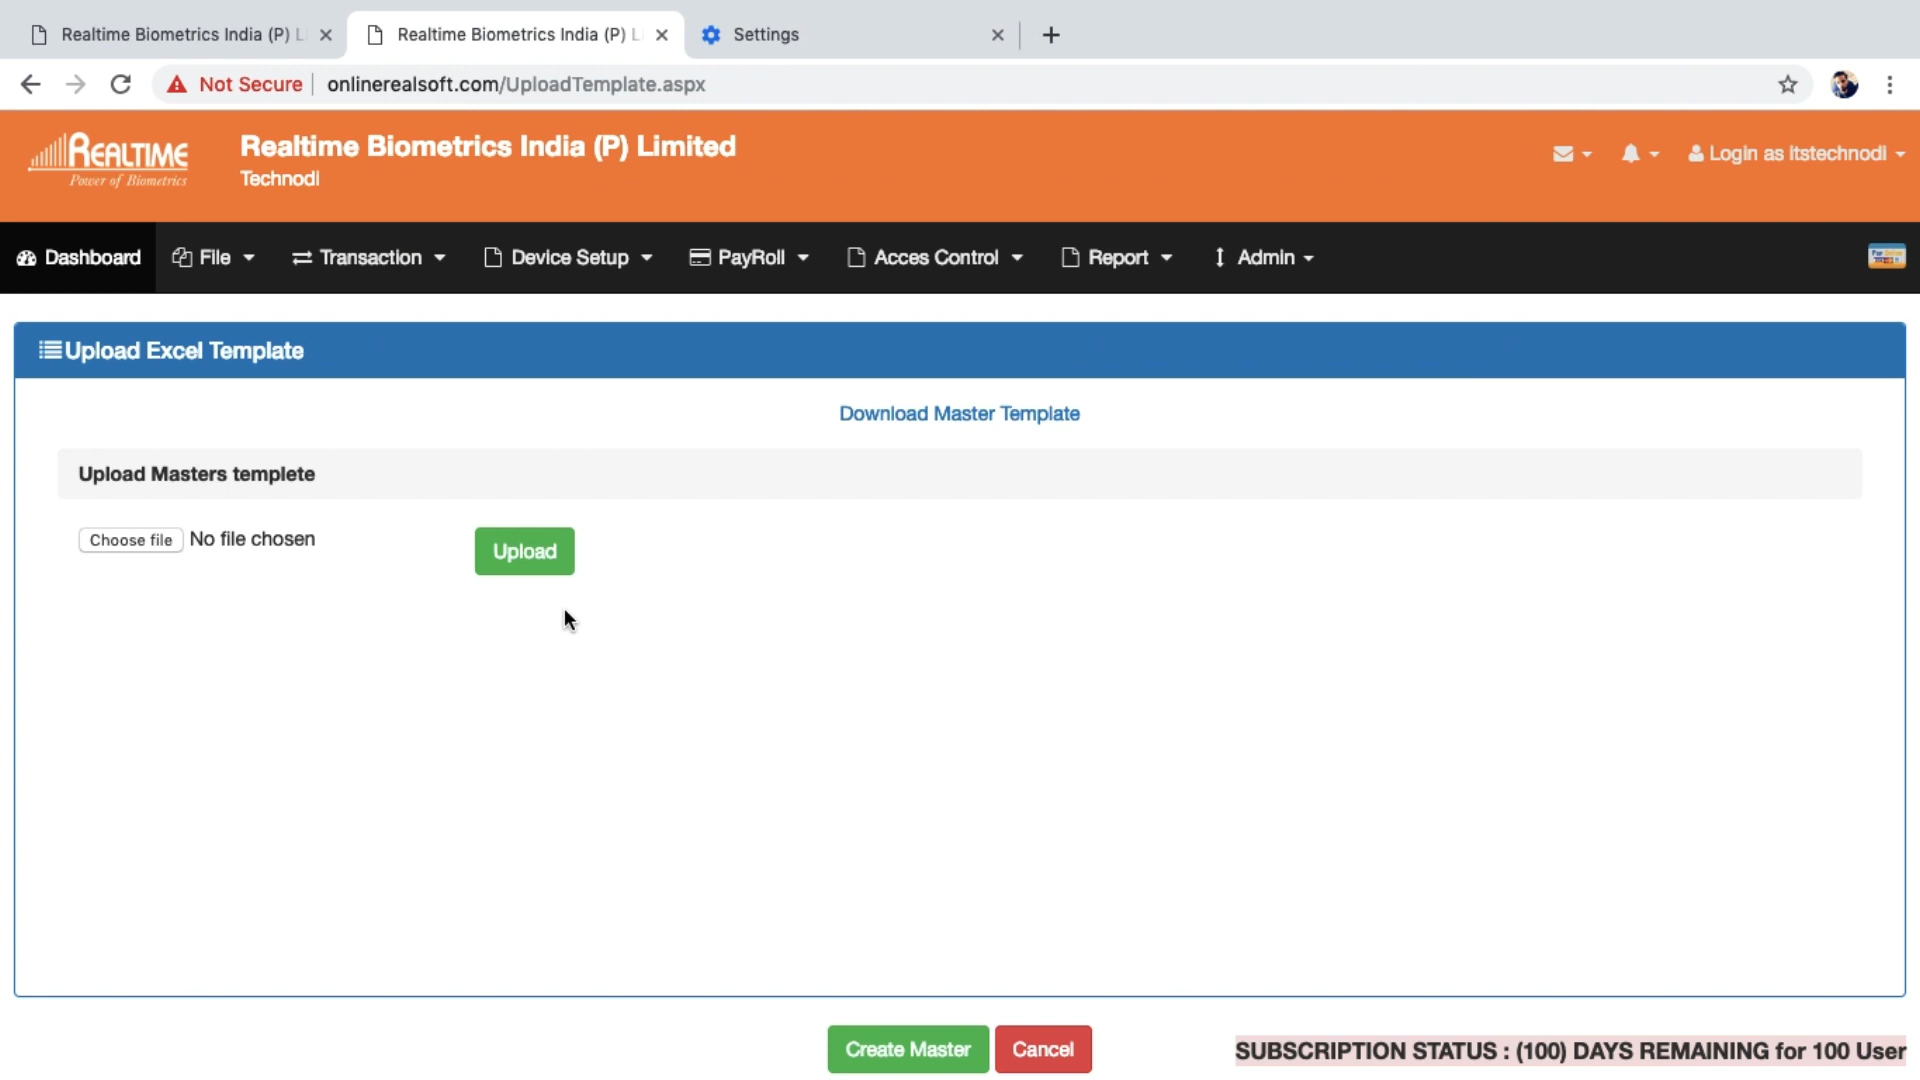 Realtime Biometrics India (P) L
Realtime Biometrics India (P) L
Settings
Not Secure
onlinerealsoft.com/UploadTemplate.aspx
REALTIME
Power of Biometrics
Realtime Biometrics India (P) Limited
Technodi
Login as itstechnodi
Dashboard
File
Transaction
Device Setup
PayRoll
Acces Control
Report
Admin
Upload Excel Template
Download Master Template
Upload Masters templete
Choose file No file chosen
Upload
Create Master
Cancel
SUBSCRIPTION STATUS : (100) DAYS REMAINING for 100 User